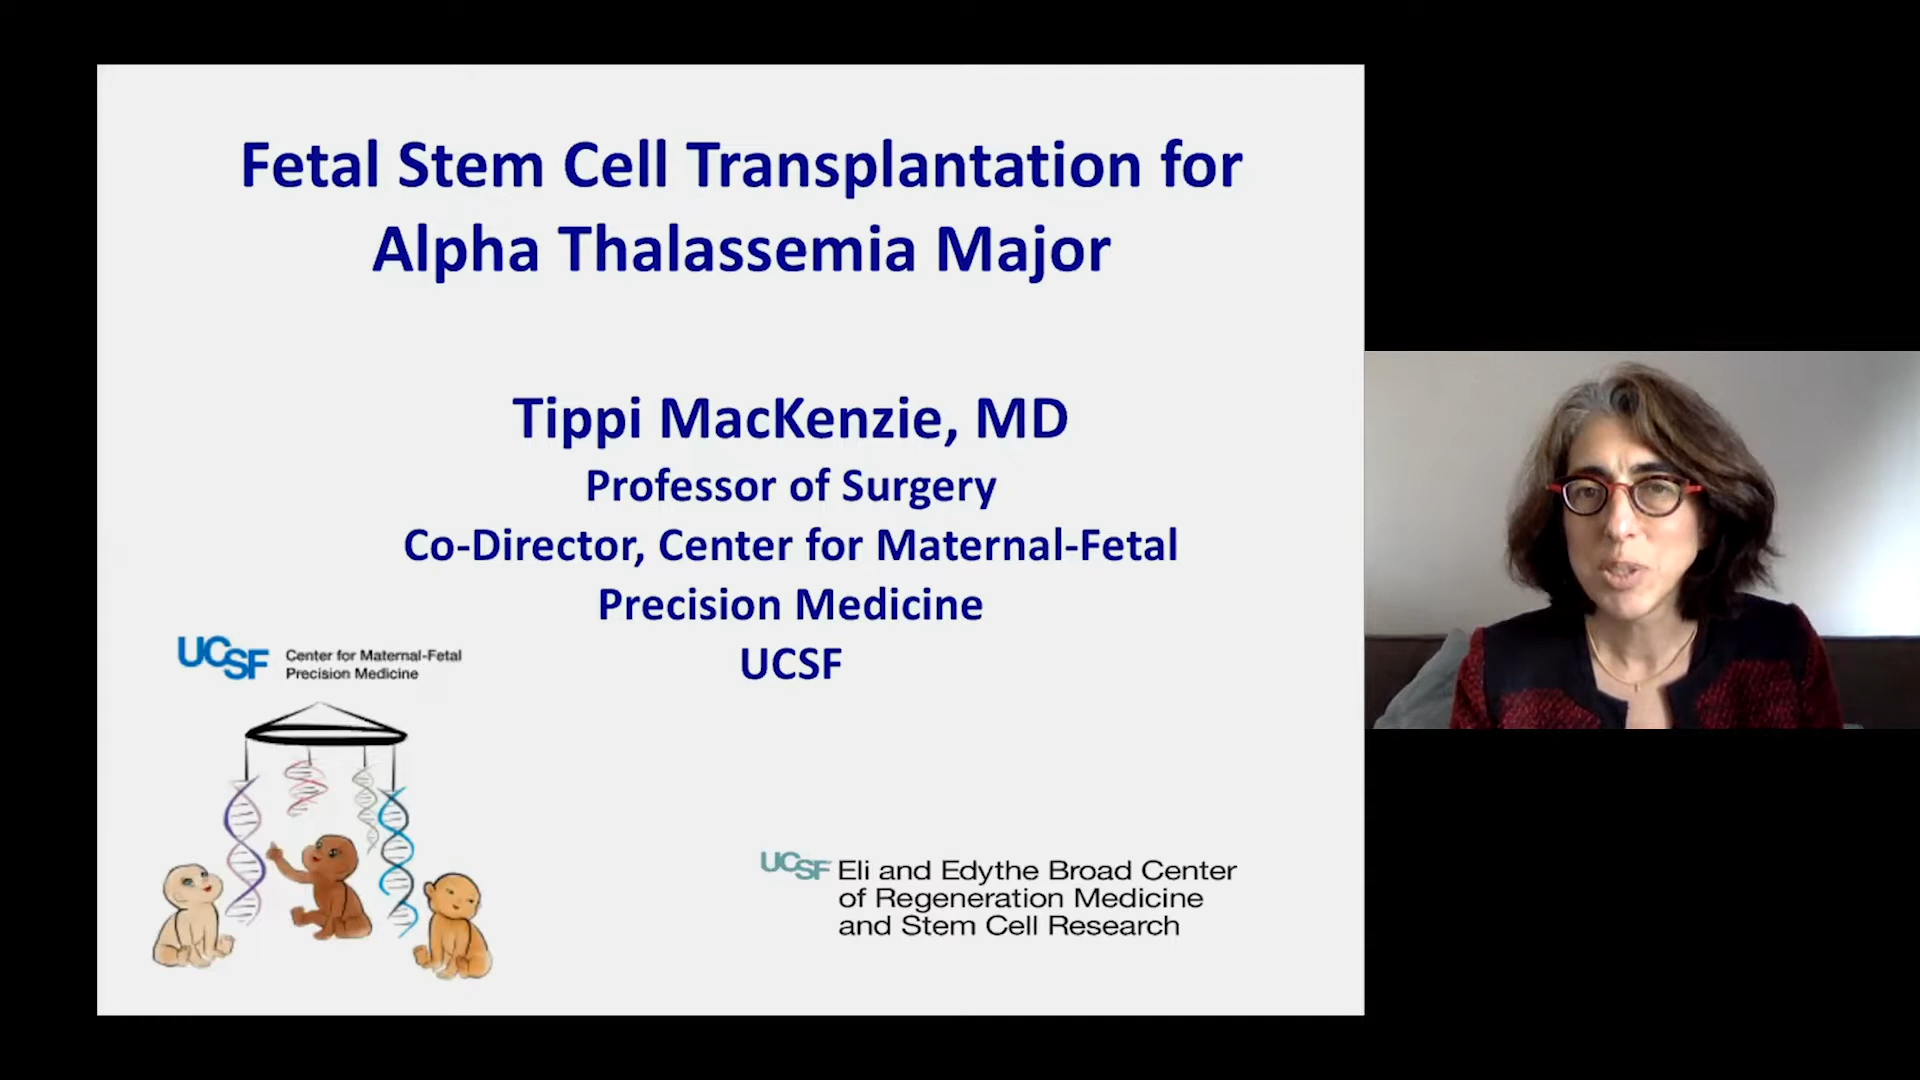 Fetal Stem Cell Transplantation for
Alpha Thalassemia Major
Tippi MacKenzie, MD
Professor of Surgery
Co-Director, Center for Maternal-Fetal
Precision Medicine
UCSF
UCSF Center for Maternal-Fetal
Precision Medicine
UCSF Eli and Edythe Broad Center
of Regeneration Medicine
and Stem Cell Research